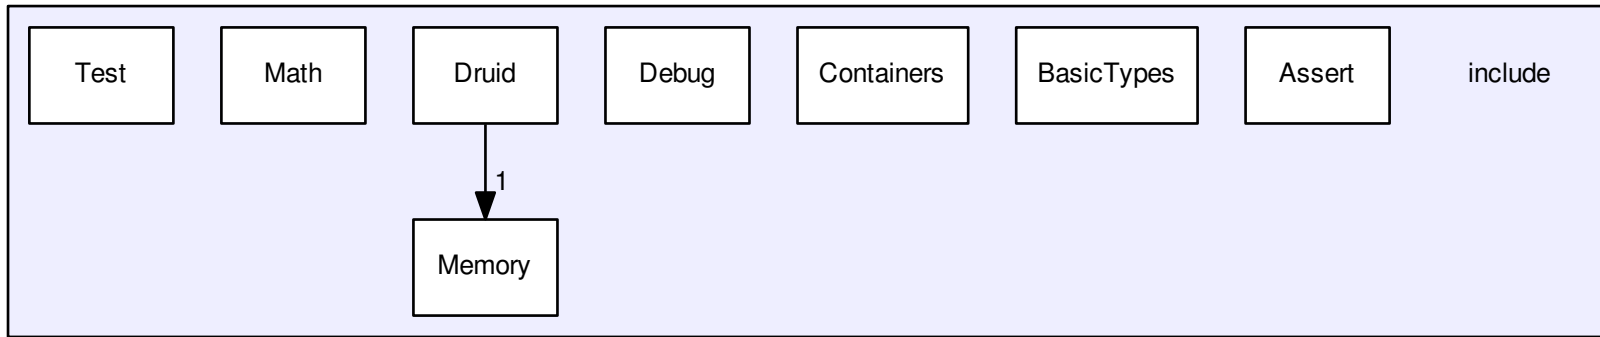 Test
Math
Druid
Debug
Containers
BasicTypes
Assert
include
1
Memory